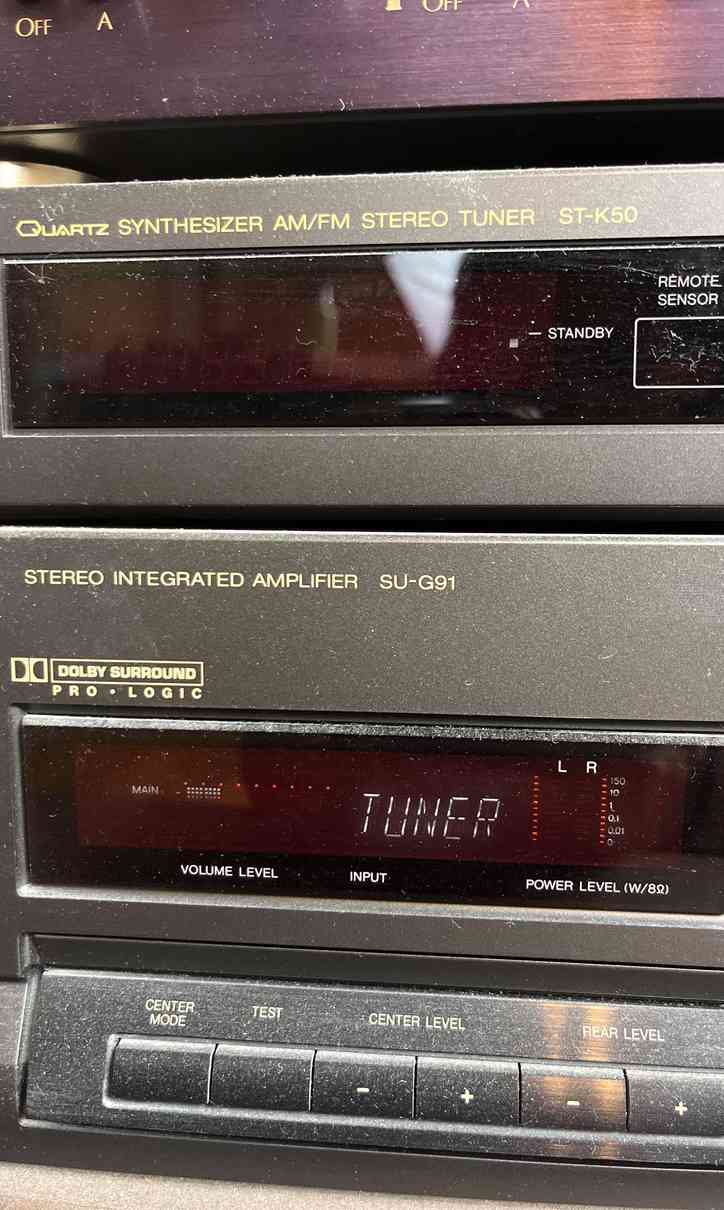 OFF A OFF A
QUARTZ SYNTHESIZER AM/FM STEREO TUNER ST-K50
REMOTE
SENSOR
STANDBY
STEREO INTEGRATED AMPLIFIER SU-G91
DOLBY SURROUND
PRO • LOGIC
L R
MAIN
TUNER
150
10
1
0.1
0.01
0
VOLUME LEVEL INPUT POWER LEVEL (W/8Ω)
CENTER
MODE
TEST CENTER LEVEL REAR LEVEL
- + - +